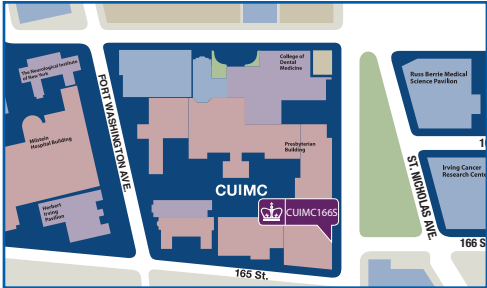 The Neurological Institute
of New York
College of
Dental
Medicine
Russ Berrie Medical
Science Pavilion
FORT WASHINGTON AVE.
Milstein
Hospital Building
Presbyterian
Building
Irving Cancer
Research Cente
ST. NICHOLAS AVE.
CUIMC
CUIMC166S
Herbert
Irving
Pavilion
166 S
165 St.